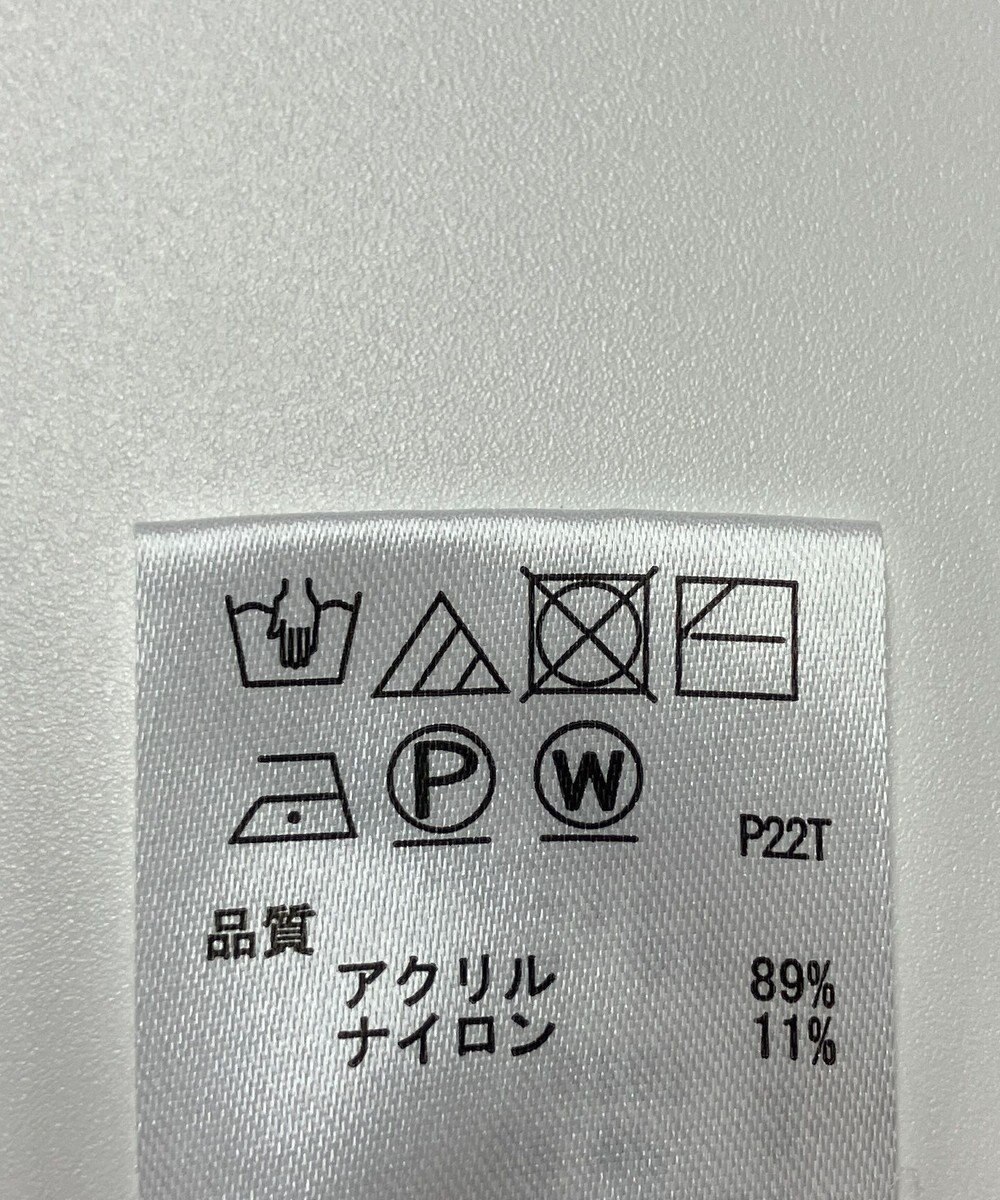 P W
P22T
品質
アクリル 89%
ナイロン 11%